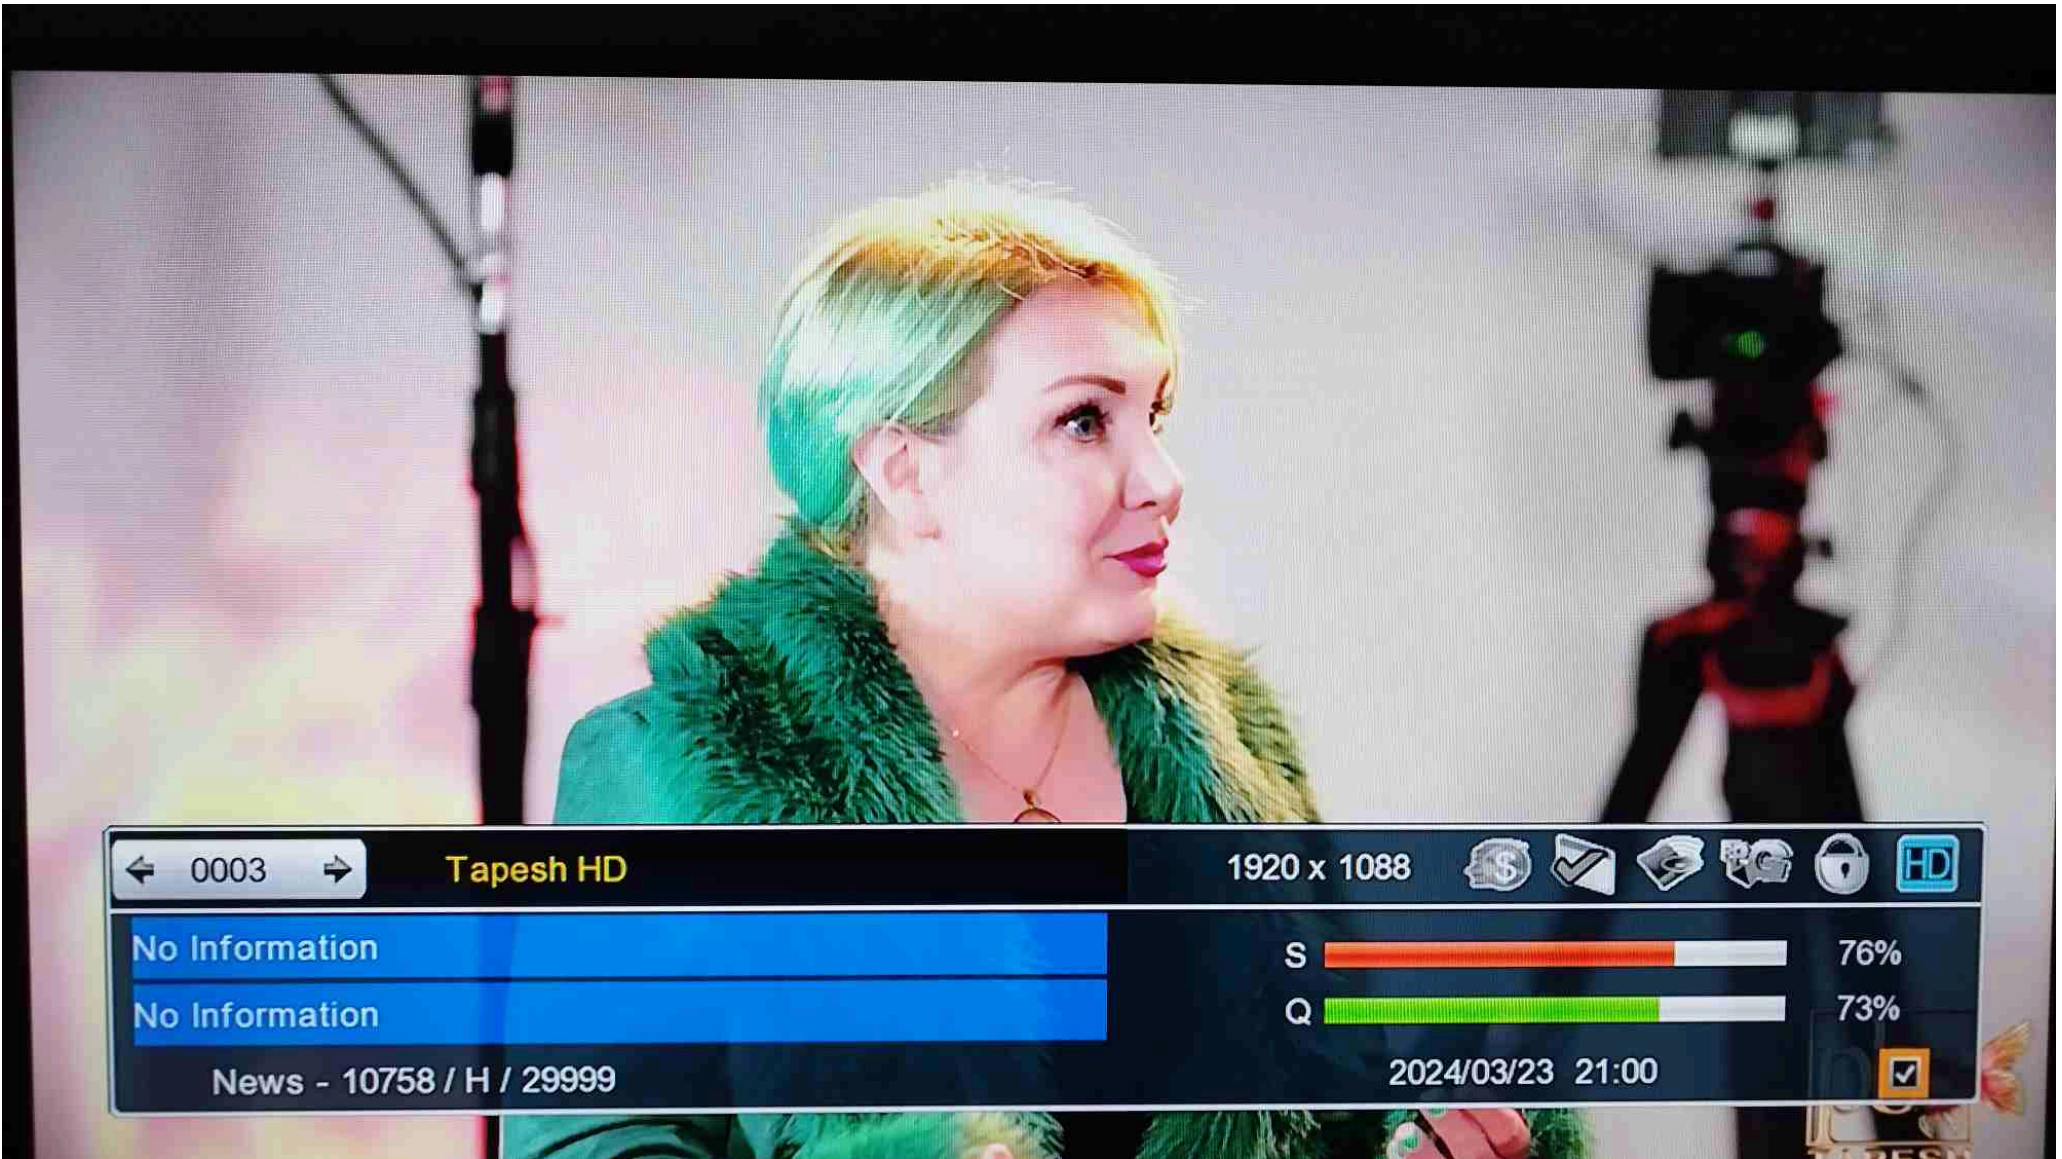 0003
Tapesh HD
1920 x 1088
HD
No Information
No Information
S 76%
Q 73%
News - 10758 / H / 29999
2024/03/23 21:00
TAPESH